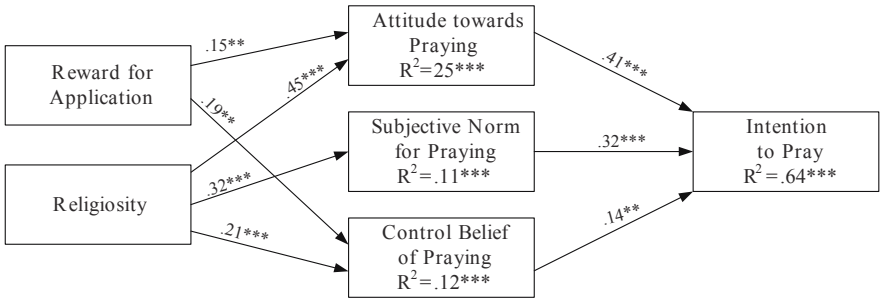 Reward for
Application
Religiosity
.15**
.45***
.19**
.32***
.21***
Attitude towards
Praying
R²=25***
Subjective Norm
for Praying
R²=.11***
Control Belief
of Praying
R²=.12***
.41***
.32***
.14**
Intention
to Pray
R²=.64***